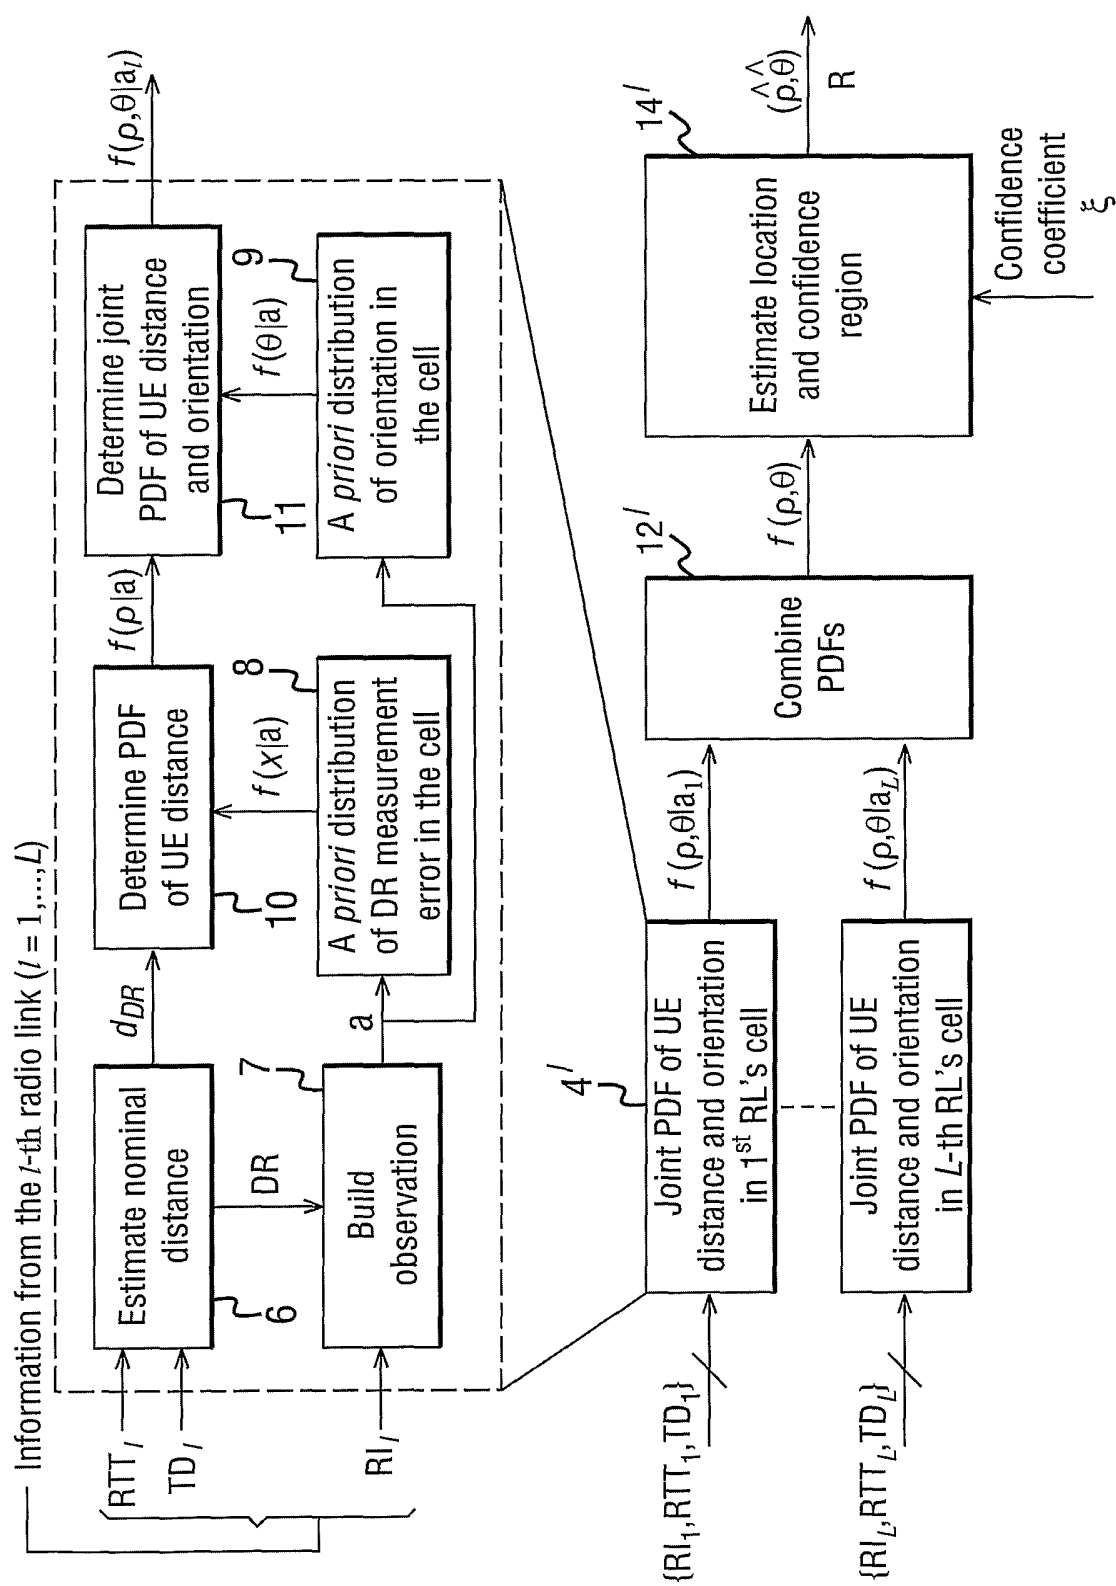 Information from the l-th radio link (l = 1,...,L)
RTT_l
TD_l
RI_l
Estimate nominal
distance
6
d_DR
DR
Build
observation
7
a
Determine PDF
of UE distance
10
f(ρ|a)
f(x|a)
A priori distribution
of DR measurement
error in the cell
8
Determine joint
PDF of UE distance
and orientation
11
f(ρ,θ|a_l)
f(θ|a)
A priori distribution
of orientation in
the cell
9
{RI_1,RTT_1,TD_1}
Joint PDF of UE
distance and orientation
in 1st RL's cell
4'
f(ρ,θ|a_1)
{RI_L,RTT_L,TD_L}
Joint PDF of UE
distance and orientation
in L-th RL's cell
f(ρ,θ|a_L)
Combine
PDFs
12'
f(ρ,θ)
Estimate location
and confidence
region
14'
(ρ̂,θ̂)
R
Confidence
coefficient
ξ